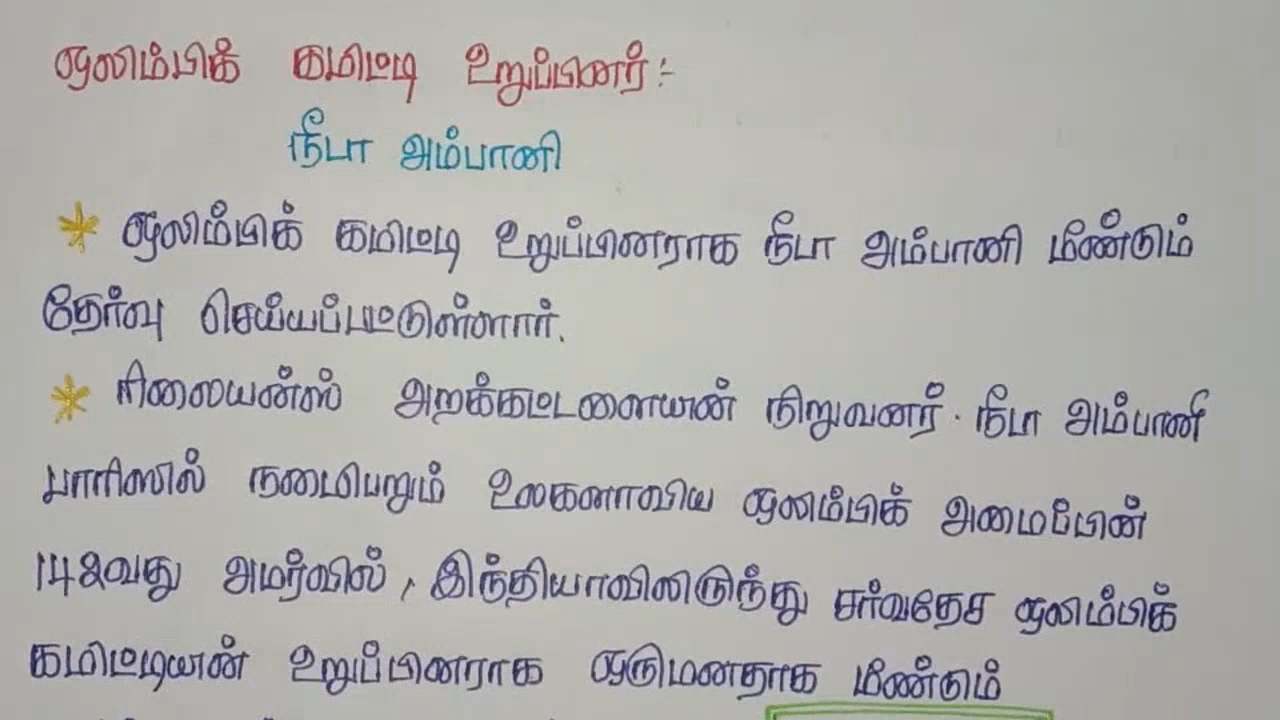 ஒலிம்பிக் கமிட்டி உறுப்பினர்:-
நீடா அம்பானி
* ஒலிம்பிக் கமிட்டி உறுப்பினராக நீடா அம்பானி மீண்டும்
தேர்வு செய்யப்பட்டுள்ளார்.
* ரிலையன்ஸ் அறக்கட்டளையின் நிறுவனர். நீடா அம்பானி
பாரிஸில் நடைபெறும் உலகளாவிய ஒலிம்பிக் அமைப்பின்
142வது அமர்வில், இந்தியாவிலிருந்து சர்வதேச ஒலிம்பிக்
கமிட்டியின் உறுப்பினராக ஒருமனதாக மீண்டும்